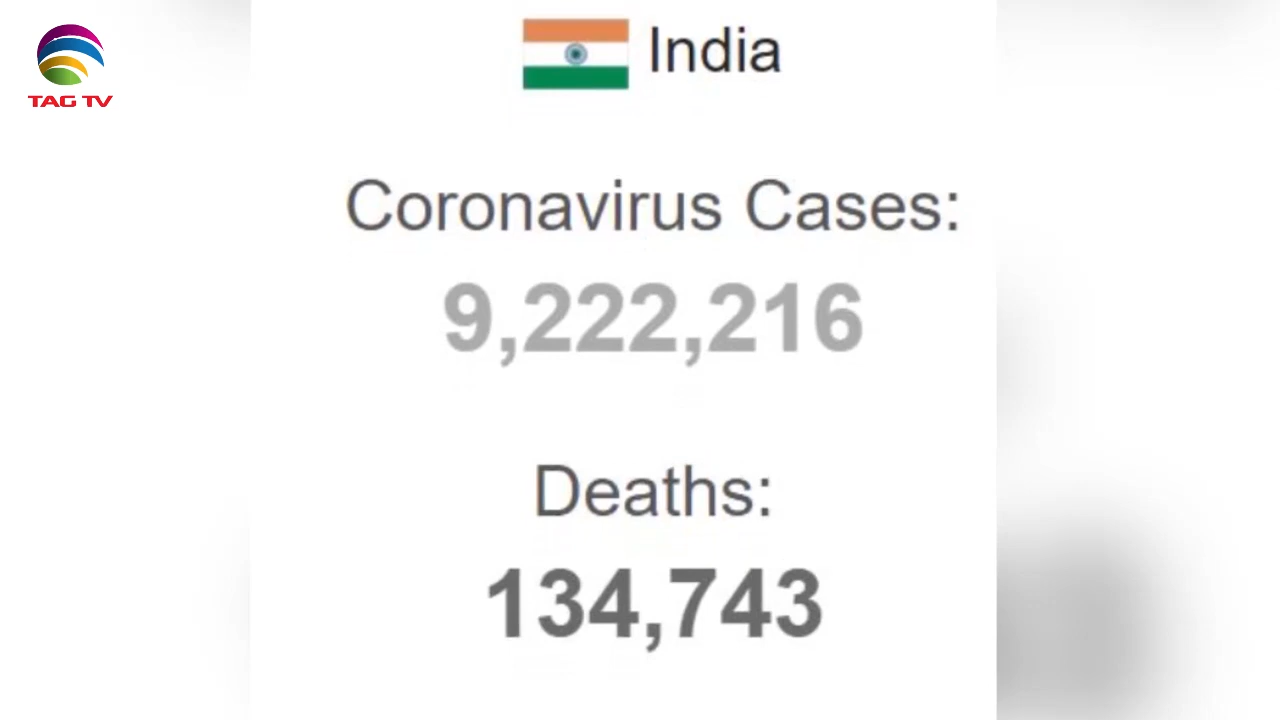 TAG TV
India
Coronavirus Cases:
9,222,216
Deaths:
134,743